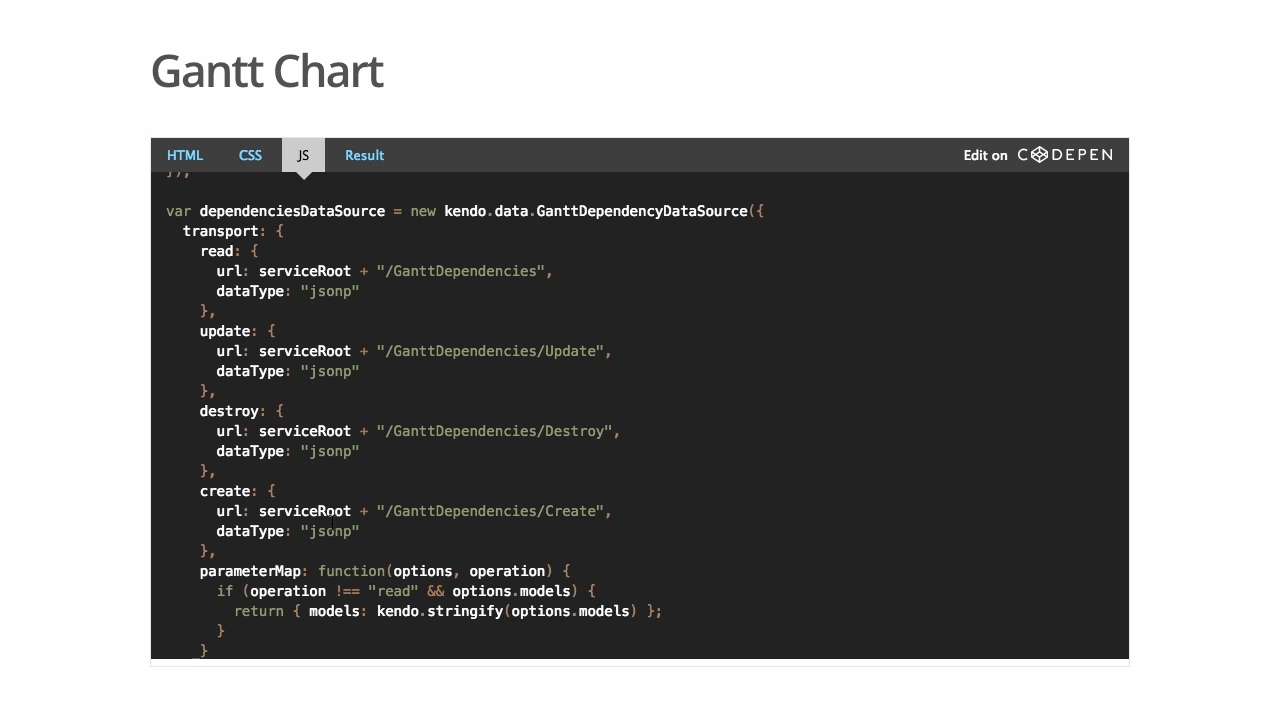 Gantt Chart
HTML CSS JS Result Edit on CODEPEN
});
var dependenciesDataSource = new kendo.data.GanttDependencyDataSource({
  transport: {
    read: {
      url: serviceRoot + "/GanttDependencies",
      dataType: "jsonp"
    },
    update: {
      url: serviceRoot + "/GanttDependencies/Update",
      dataType: "jsonp"
    },
    destroy: {
      url: serviceRoot + "/GanttDependencies/Destroy",
      dataType: "jsonp"
    },
    create: {
      url: serviceRoot + "/GanttDependencies/Create",
      dataType: "jsonp"
    },
    parameterMap: function(options, operation) {
      if (operation !== "read" && options.models) {
        return { models: kendo.stringify(options.models) };
      }
    }